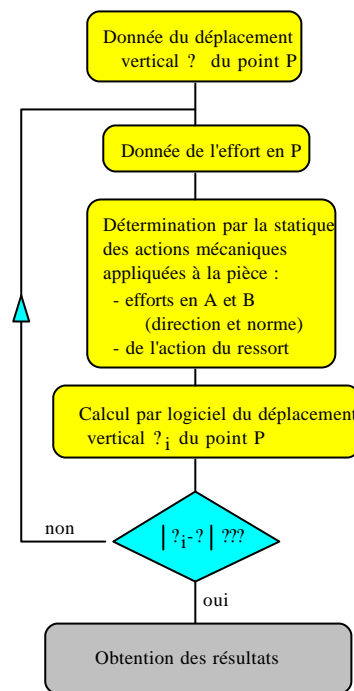 Donnée du déplacement
vertical ? du point P
Donnée de l'effort en P
Détermination par la statique
des actions mécaniques
appliquées à la pièce :
- efforts en A et B
(direction et norme)
- de l'action du ressort
Calcul par logiciel du déplacement
vertical ?i du point P
non
| ?i-? | ???
oui
Obtention des résultats